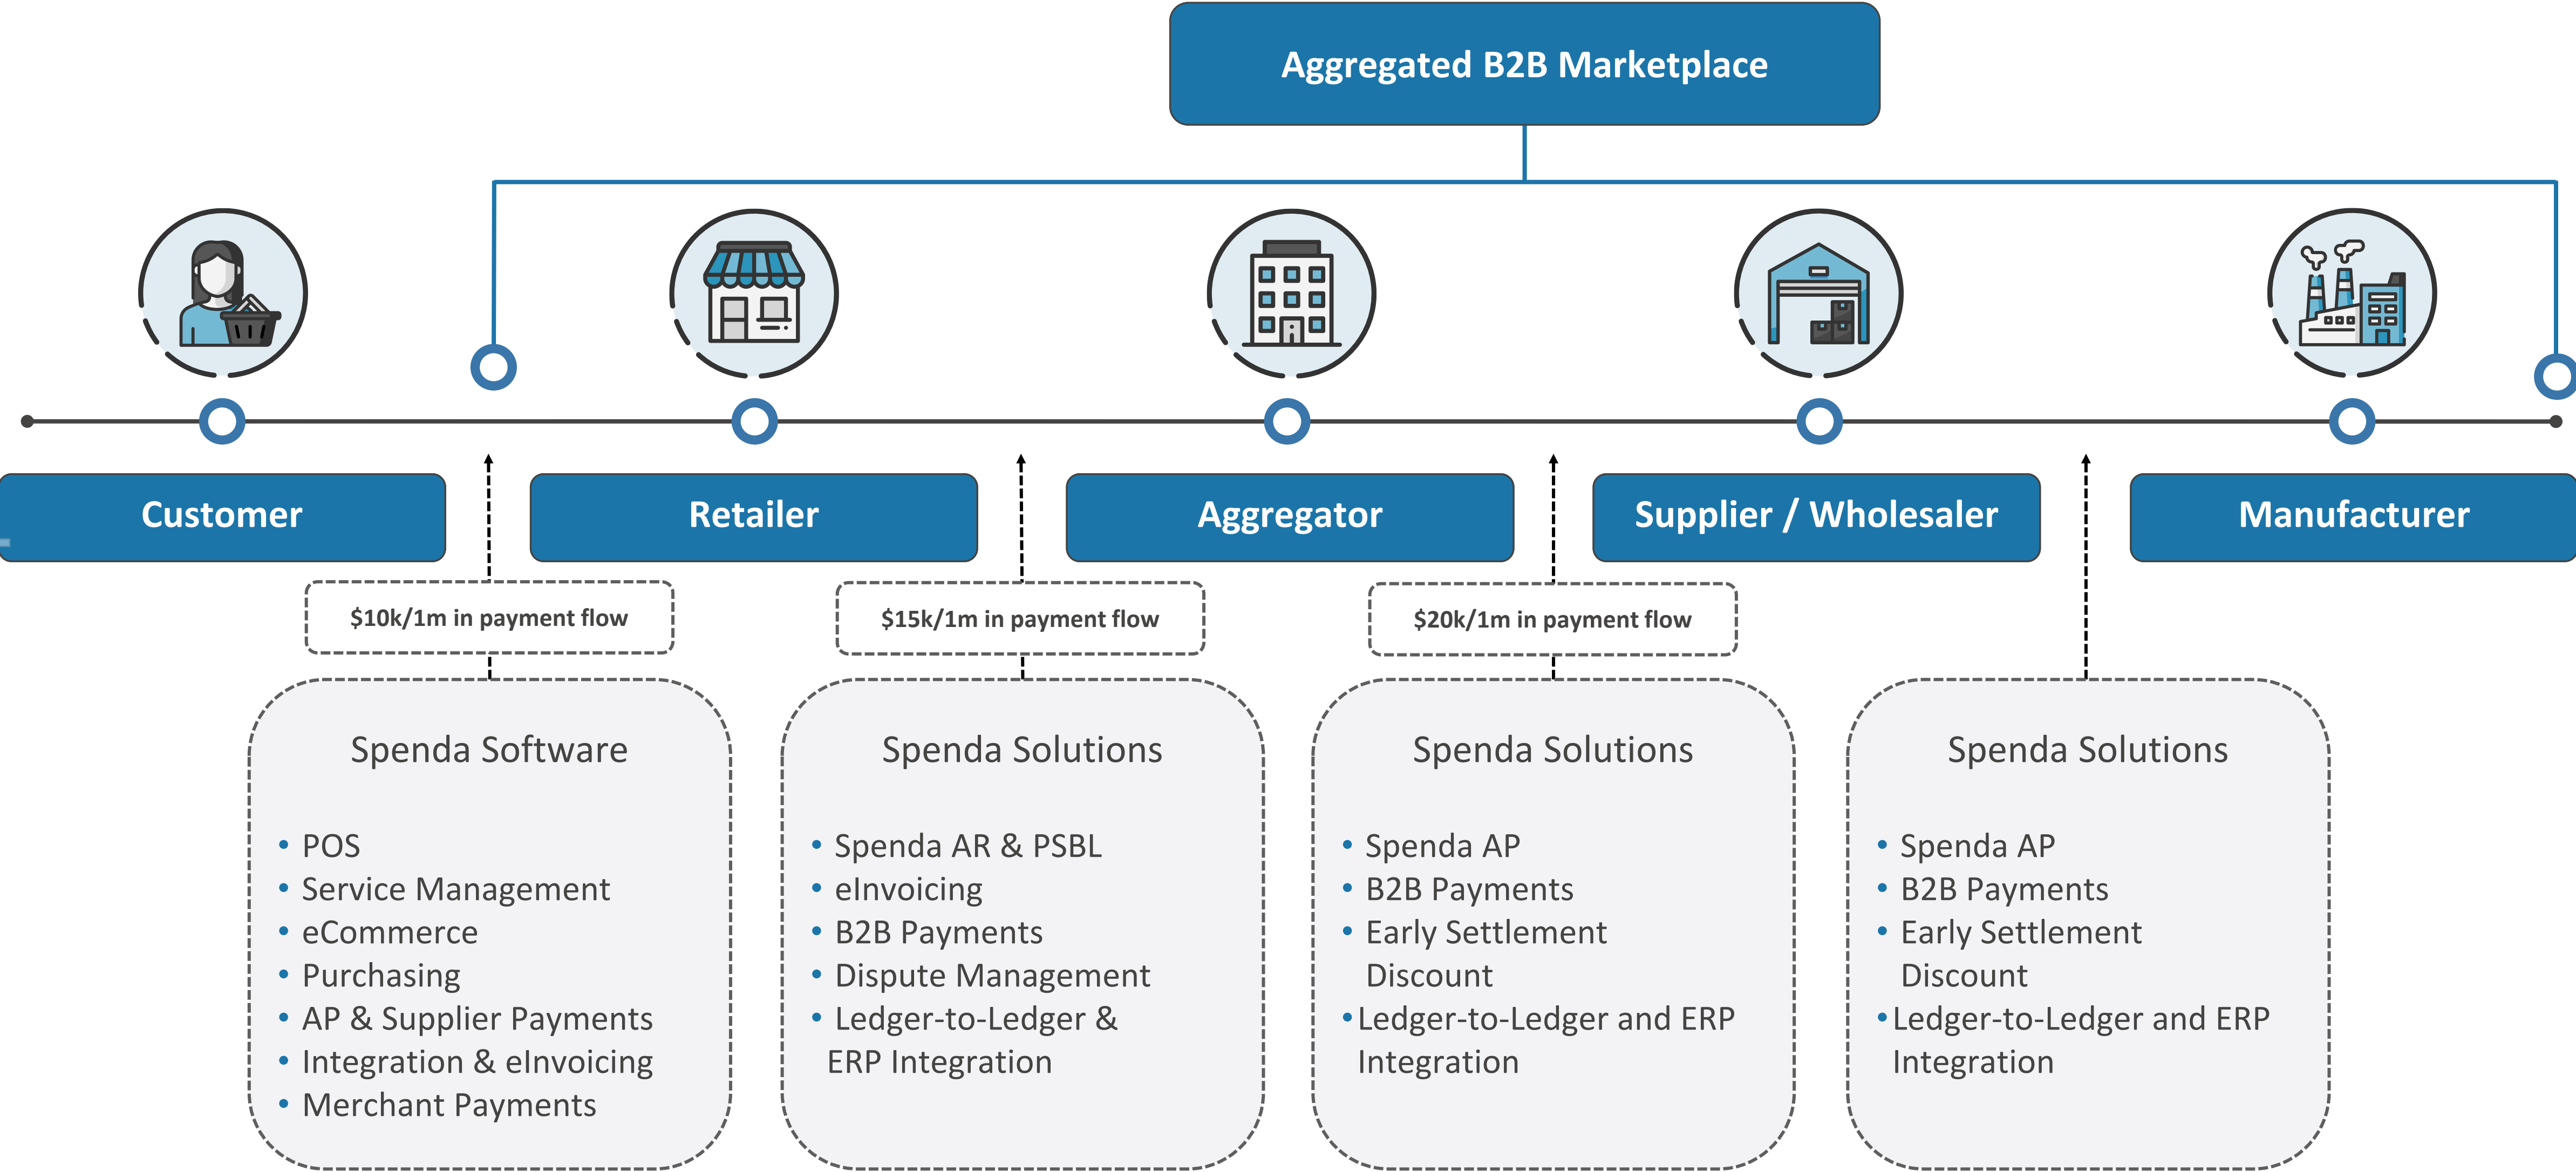 Aggregated B2B Marketplace
Customer
Retailer
Aggregator
Supplier / Wholesaler
Manufacturer
$10k/1m in payment flow
$15k/1m in payment flow
$20k/1m in payment flow
Spenda Software
• POS
• Service Management
• eCommerce
• Purchasing
• AP & Supplier Payments
• Integration & eInvoicing
• Merchant Payments
Spenda Solutions
• Spenda AR & PSBL
• eInvoicing
• B2B Payments
• Dispute Management
• Ledger-to-Ledger &
ERP Integration
Spenda Solutions
• Spenda AP
• B2B Payments
• Early Settlement
Discount
• Ledger-to-Ledger and ERP
Integration
Spenda Solutions
• Spenda AP
• B2B Payments
• Early Settlement
Discount
• Ledger-to-Ledger and ERP
Integration